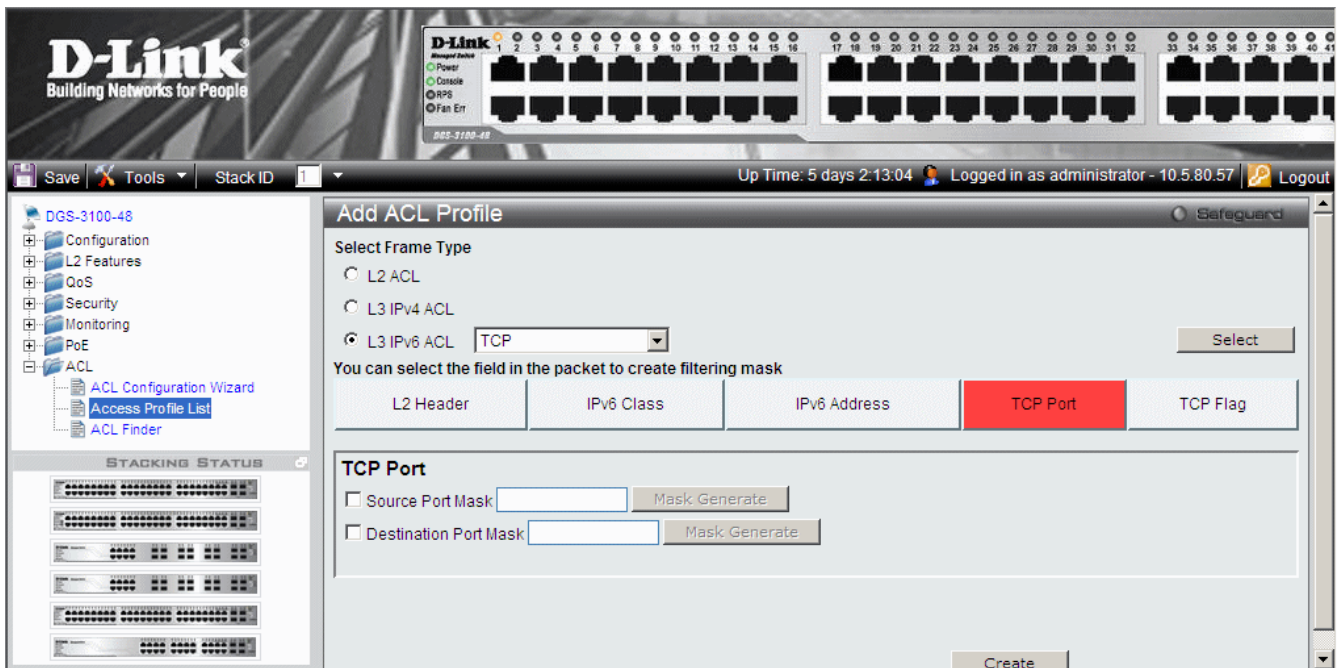 D-Link
Building Networks for People
D-Link
Managed Switch
Power
Console
RPS
Fan Err
1 2 3 4 5 6 7 8 9 10 11 12 13 14 15 16 17 18 19 20 21 22 23 24 25 26 27 28 29 30 31 32 33 34 35 36 37 38 39 40 41
DGS-3100-48
Save Tools Stack ID 1 Up Time: 5 days 2:13:04 Logged in as administrator - 10.5.80.57 Logout
DGS-3100-48
Configuration
L2 Features
QoS
Security
Monitoring
PoE
ACL
ACL Configuration Wizard
Access Profile List
ACL Finder
STACKING STATUS
Add ACL Profile Safeguard
Select Frame Type
L2 ACL
L3 IPv4 ACL
L3 IPv6 ACL TCP Select
You can select the field in the packet to create filtering mask
L2 Header IPv6 Class IPv6 Address TCP Port TCP Flag
TCP Port
Source Port Mask Mask Generate
Destination Port Mask Mask Generate
Create